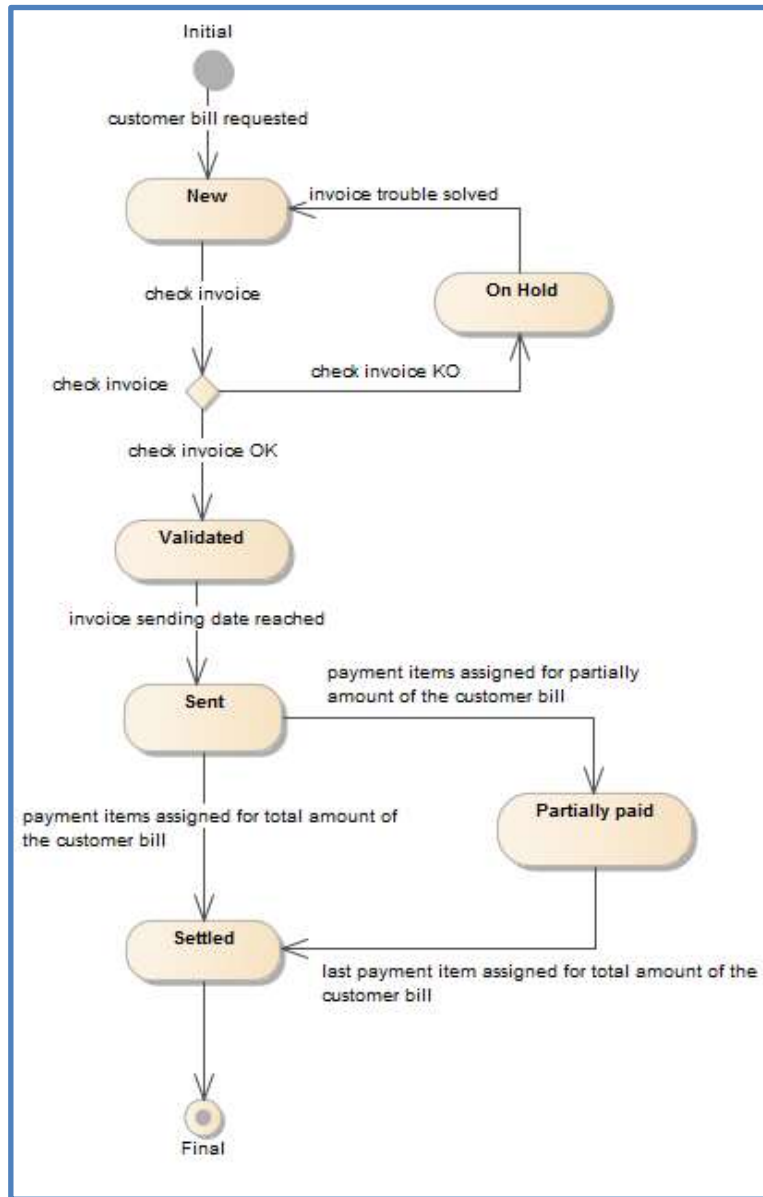 Initial
customer bill requested
New
invoice trouble solved
check invoice
On Hold
check invoice
check invoice KO
check invoice OK
Validated
invoice sending date reached
payment items assigned for partially
amount of the customer bill
Sent
payment items assigned for total amount of
the customer bill
Partially paid
Settled
last payment item assigned for total amount of the
customer bill
Final